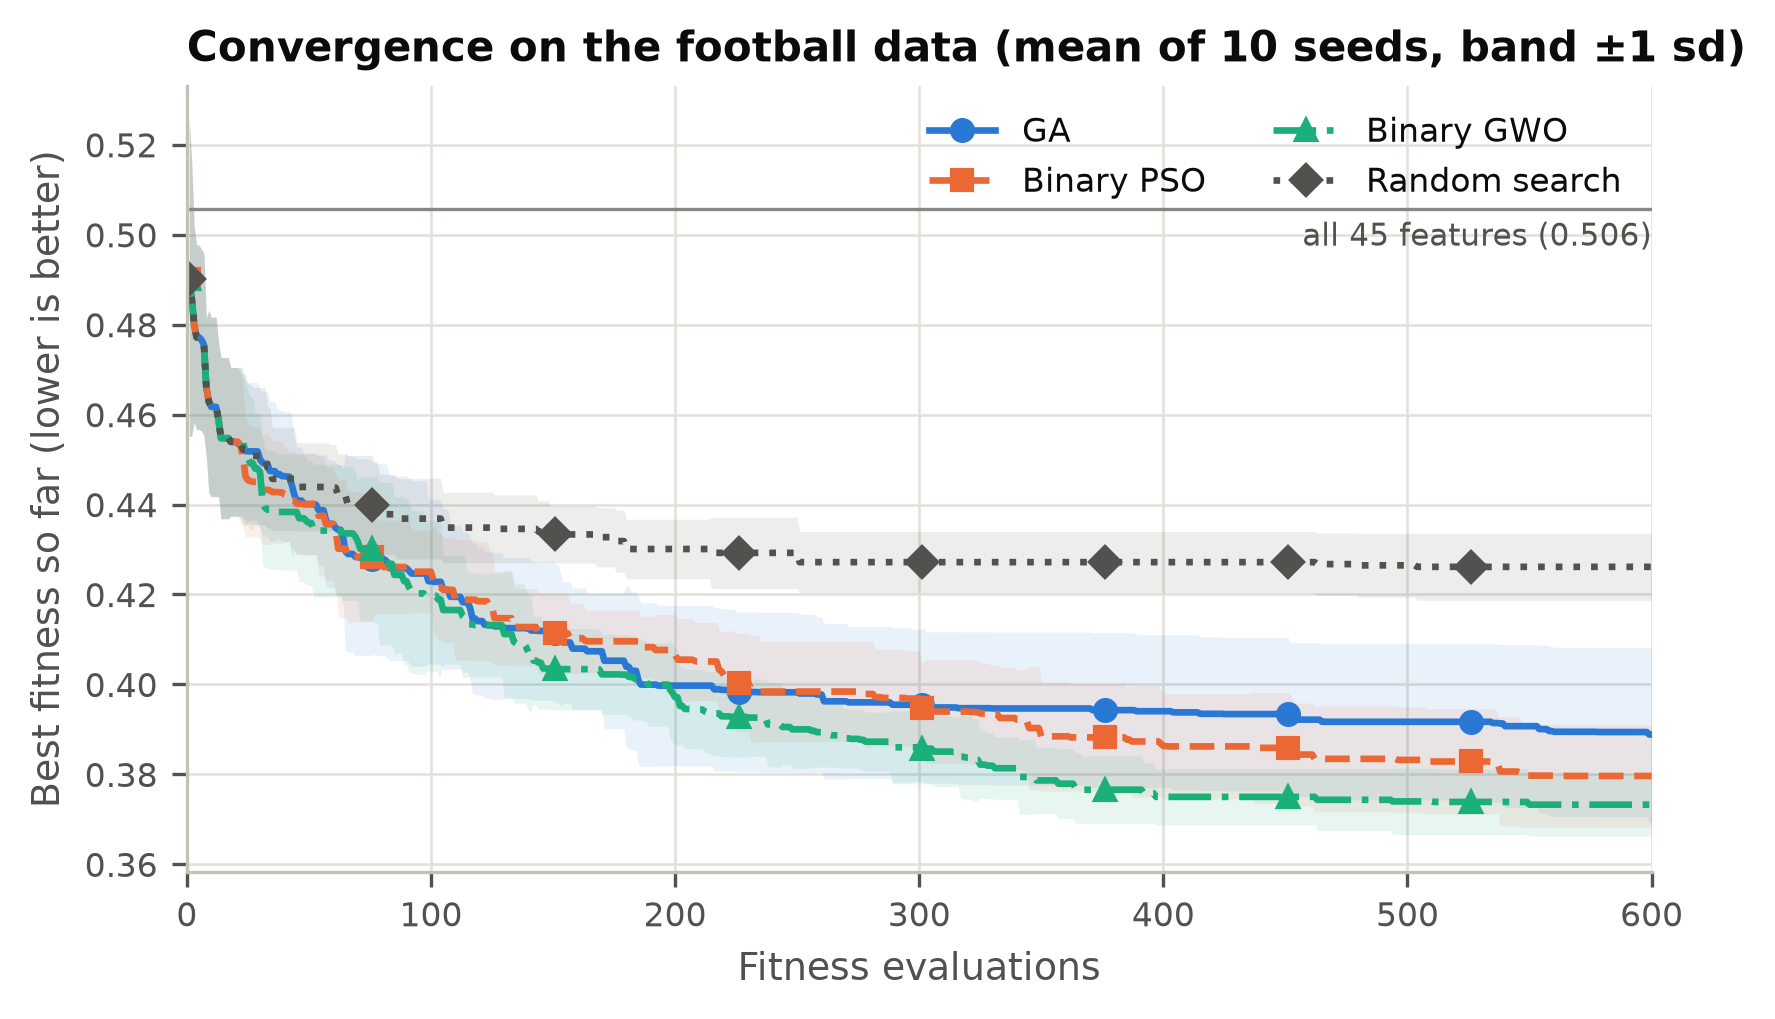 Convergence on the football data (mean of 10 seeds, band ±1 sd)
GA
Binary PSO
Binary GWO
Random search
all 45 features (0.506)
Best fitness so far (lower is better)
0.52
0.50
0.48
0.46
0.44
0.42
0.40
0.38
0.36
0 100 200 300 400 500 600
Fitness evaluations